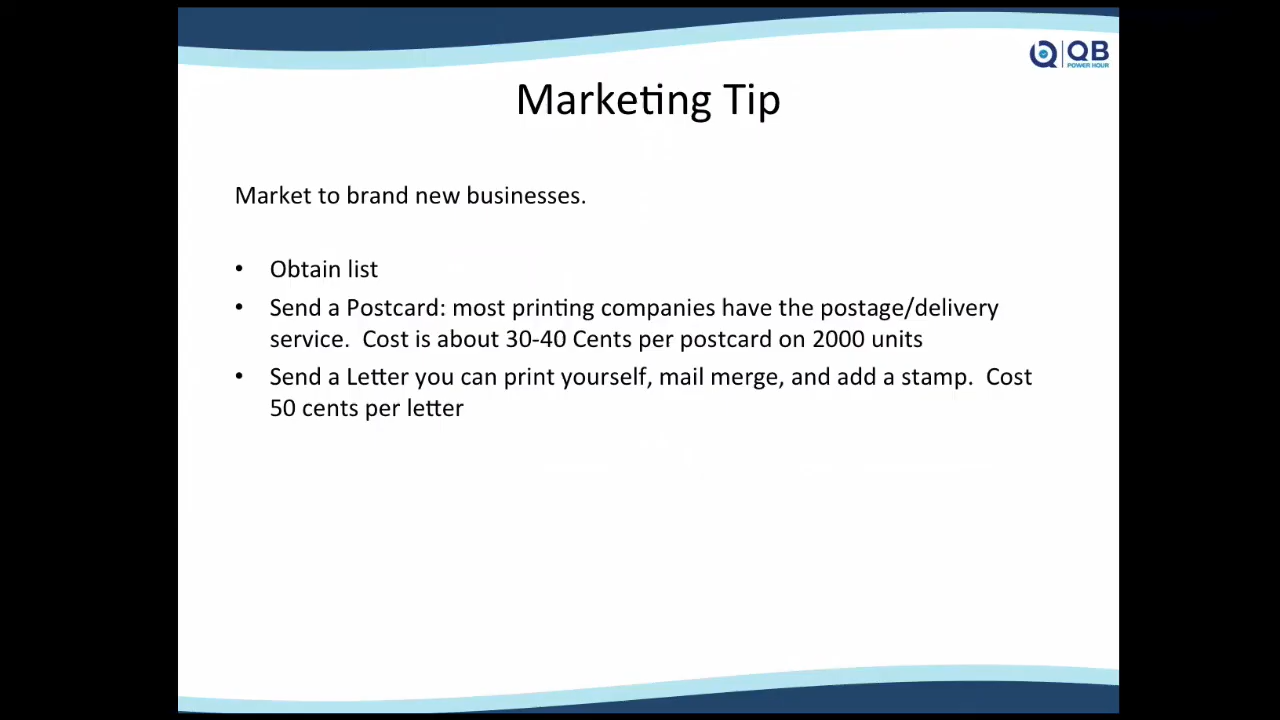 QB
POWER HOUR
Marketing Tip
Market to brand new businesses.
• Obtain list
• Send a Postcard: most printing companies have the postage/delivery
service.  Cost is about 30-40 Cents per postcard on 2000 units
• Send a Letter you can print yourself, mail merge, and add a stamp.  Cost
50 cents per letter